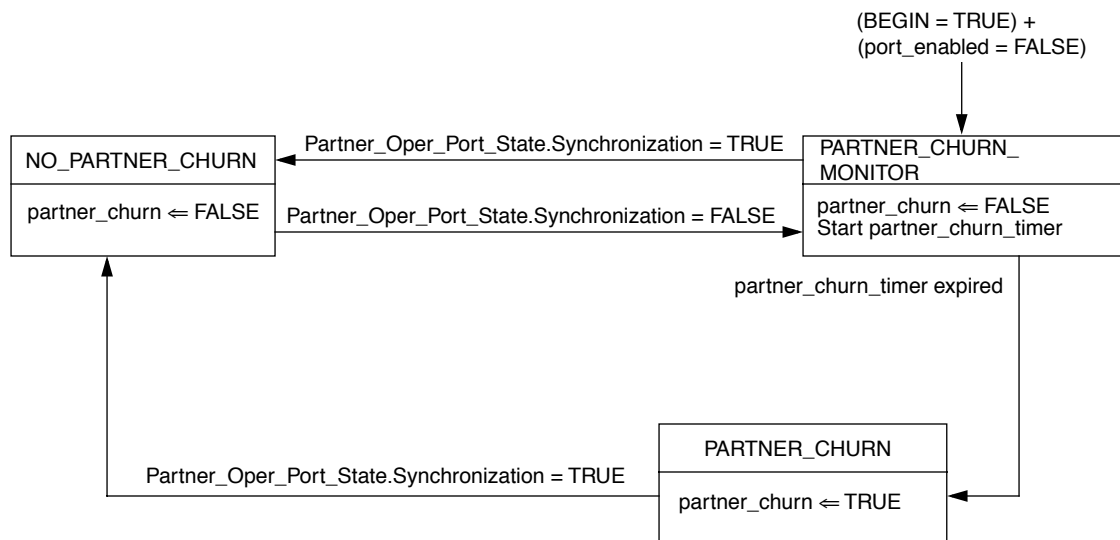 (BEGIN = TRUE) +
(port_enabled = FALSE)
Partner_Oper_Port_State.Synchronization = TRUE
NO_PARTNER_CHURN
PARTNER_CHURN_
MONITOR
partner_churn ⇐ FALSE
Partner_Oper_Port_State.Synchronization = FALSE
partner_churn ⇐ FALSE
Start partner_churn_timer
partner_churn_timer expired
PARTNER_CHURN
Partner_Oper_Port_State.Synchronization = TRUE
partner_churn ⇐ TRUE